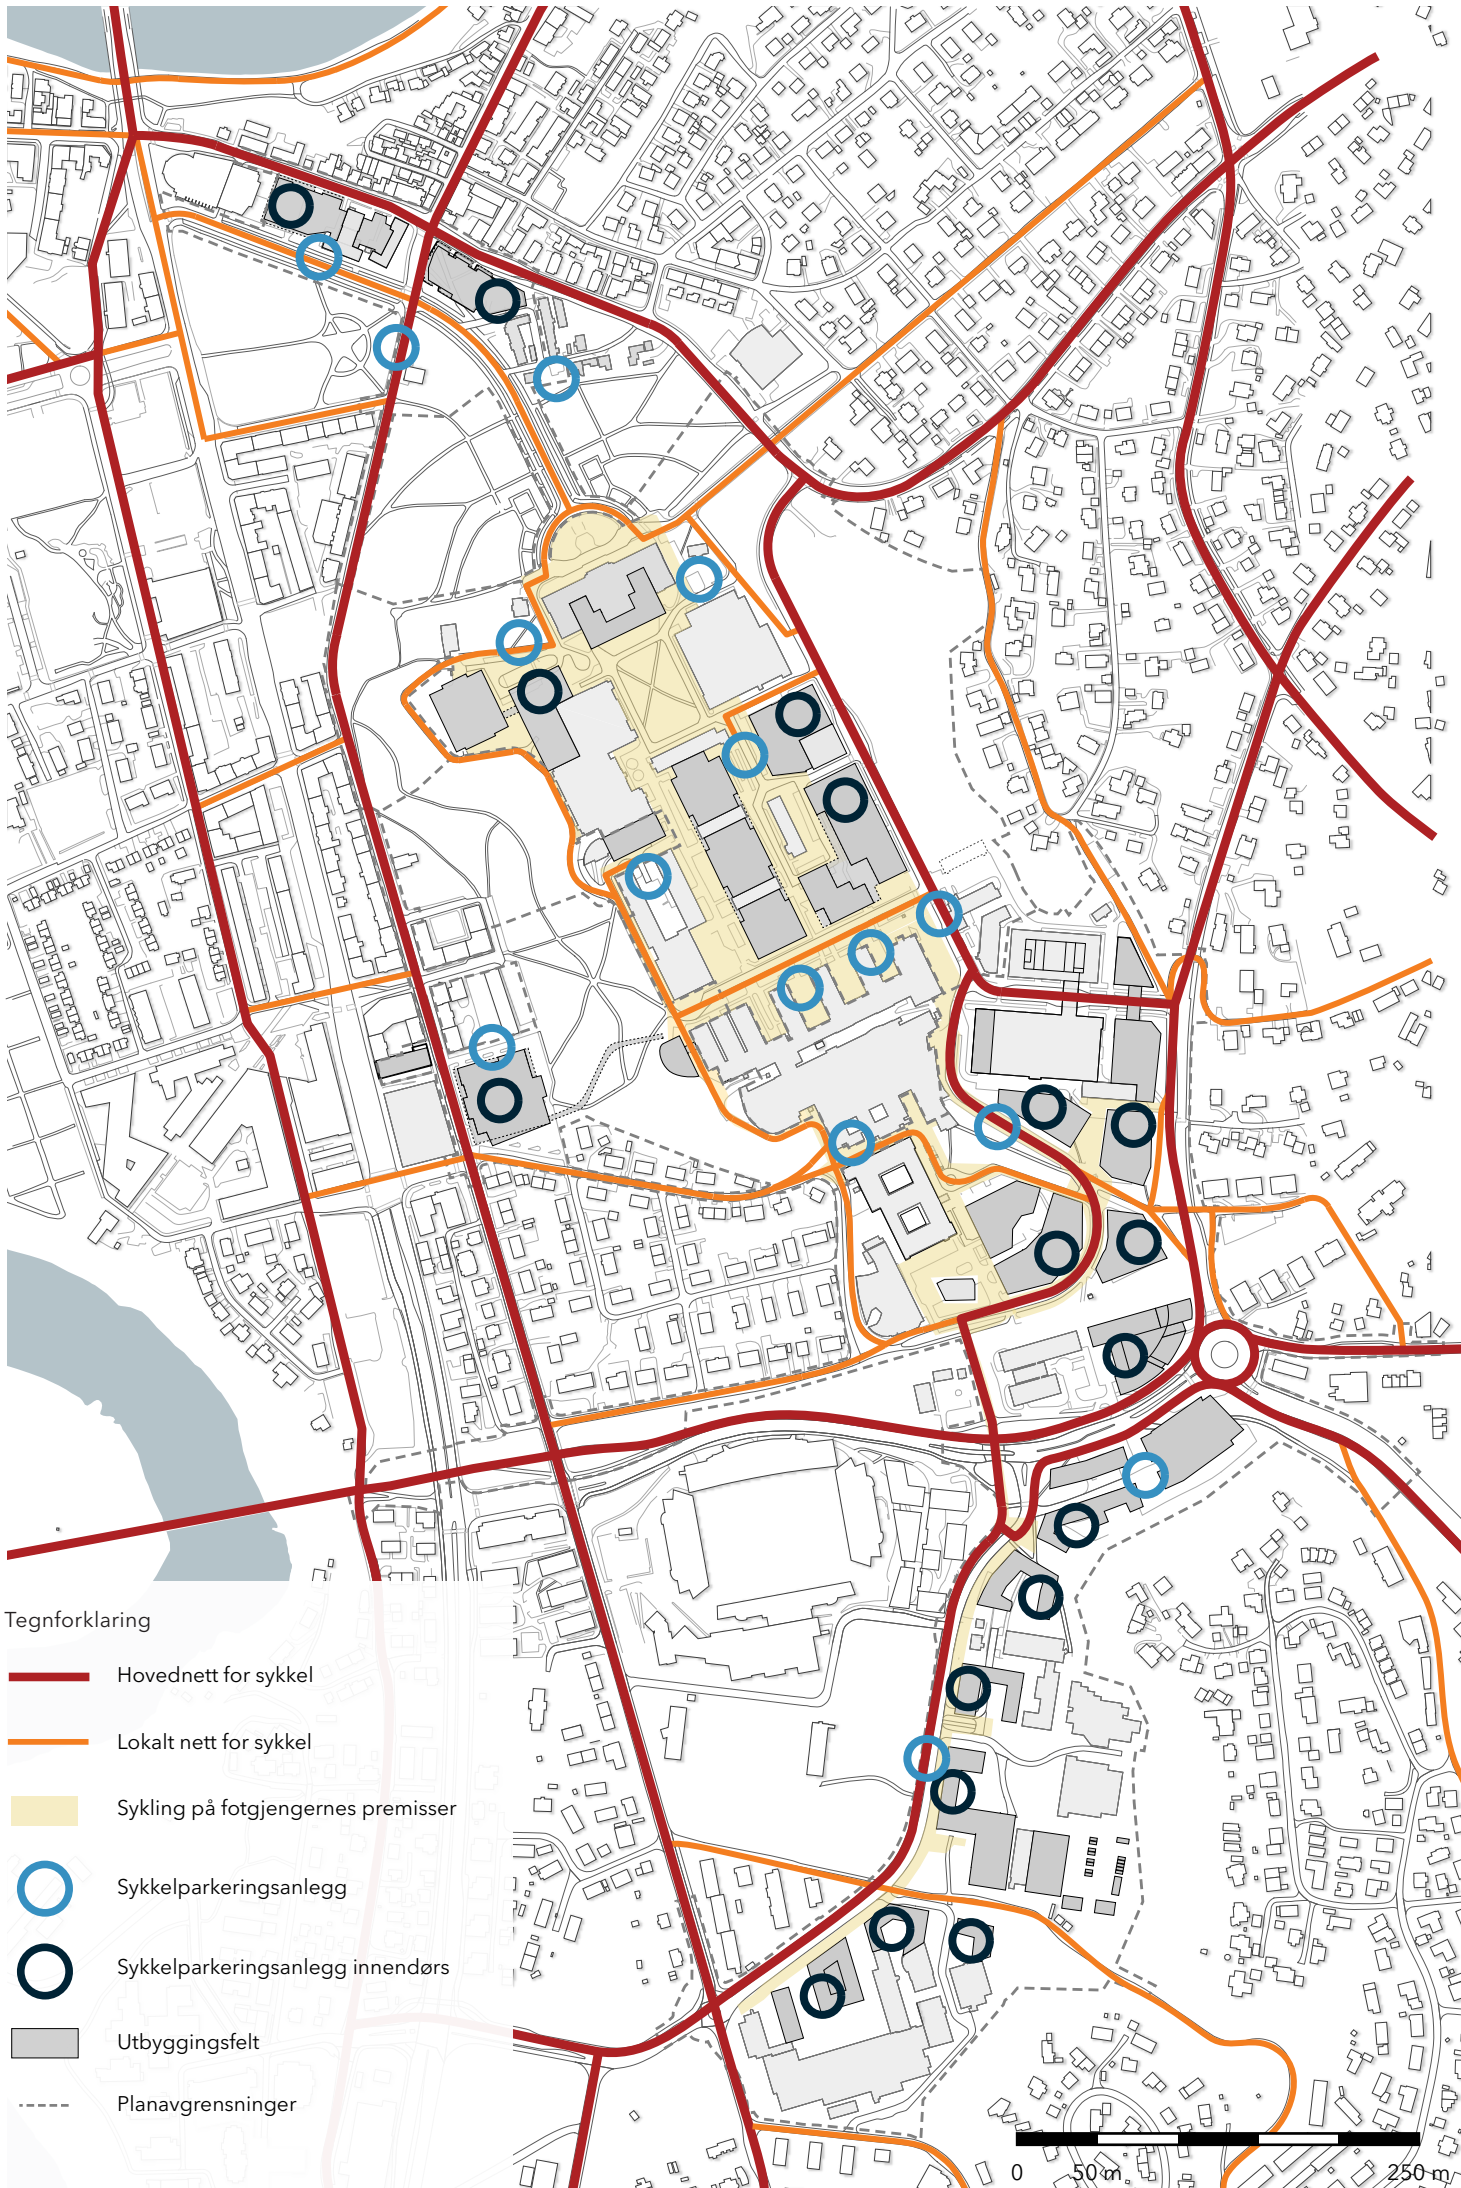 Tegnforklaring
Hovednett for sykkel
Lokalt nett for sykkel
Sykling på fotgjengernes premisser
Sykkelparkeringsanlegg
Sykkelparkeringsanlegg innendørs
Utbyggingsfelt
Planavgrensninger
0 50 m 250 m